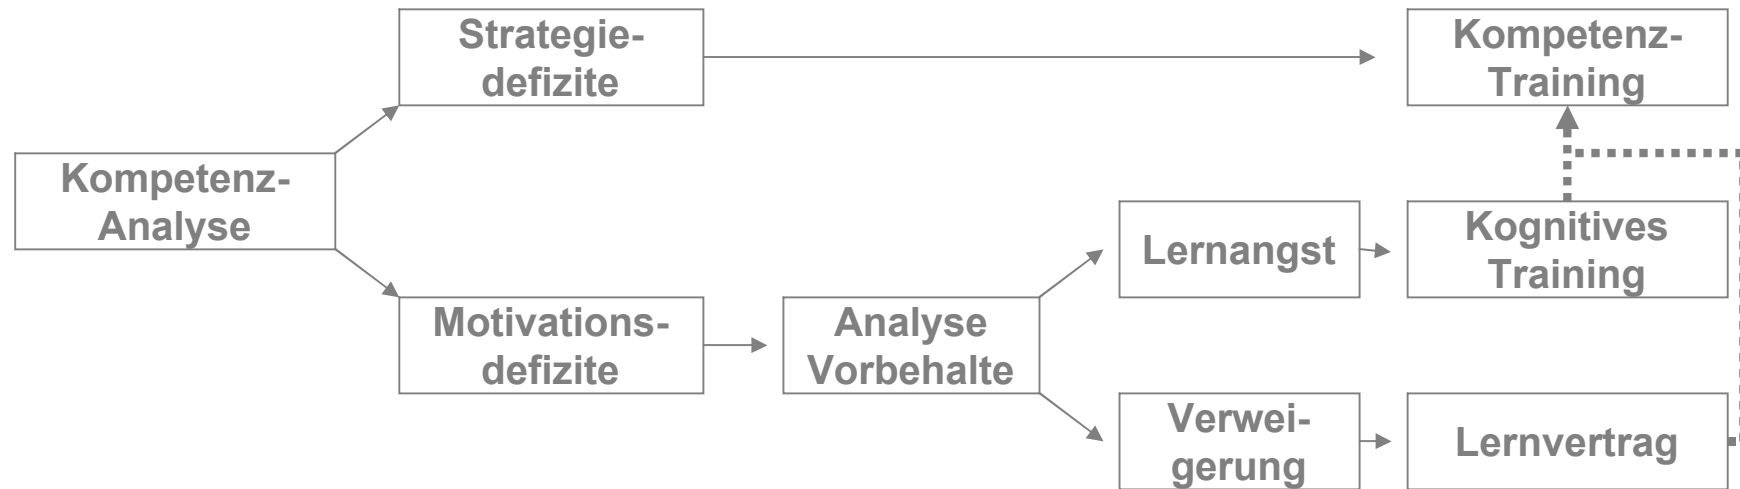 Strategie-
defizite
Kompetenz-
Training
Kompetenz-
Analyse
Lernangst
Kognitives
Training
Motivations-
defizite
Analyse
Vorbehalte
Verwei-
gerung
Lernvertrag